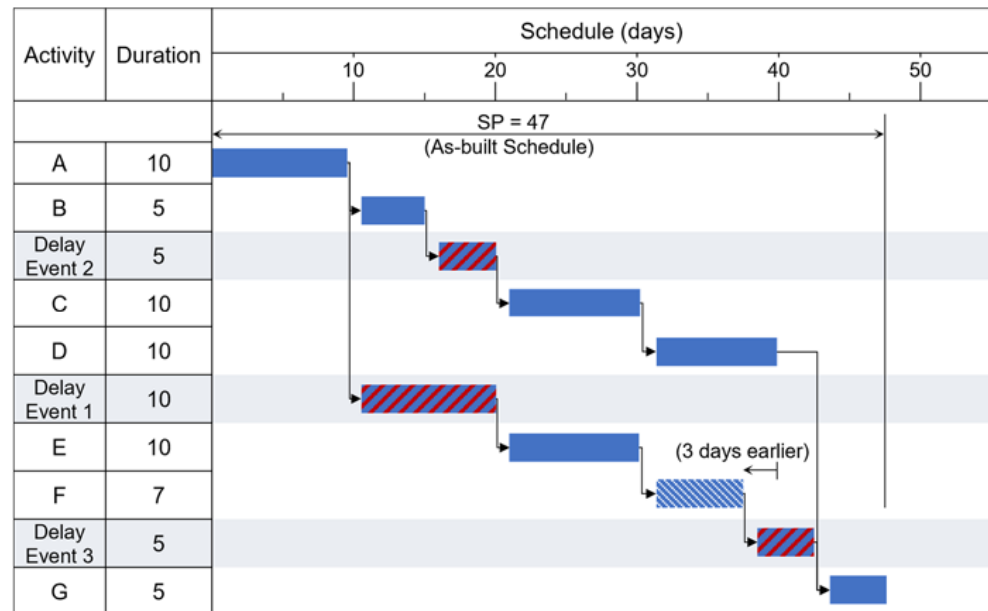 Activity Duration Schedule (days)
10 20 30 40 50
SP = 47
(As-built Schedule)
A 10
B 5
Delay
Event 2 5
C 10
D 10
Delay
Event 1 10
E 10
(3 days earlier)
F 7
Delay
Event 3 5
G 5